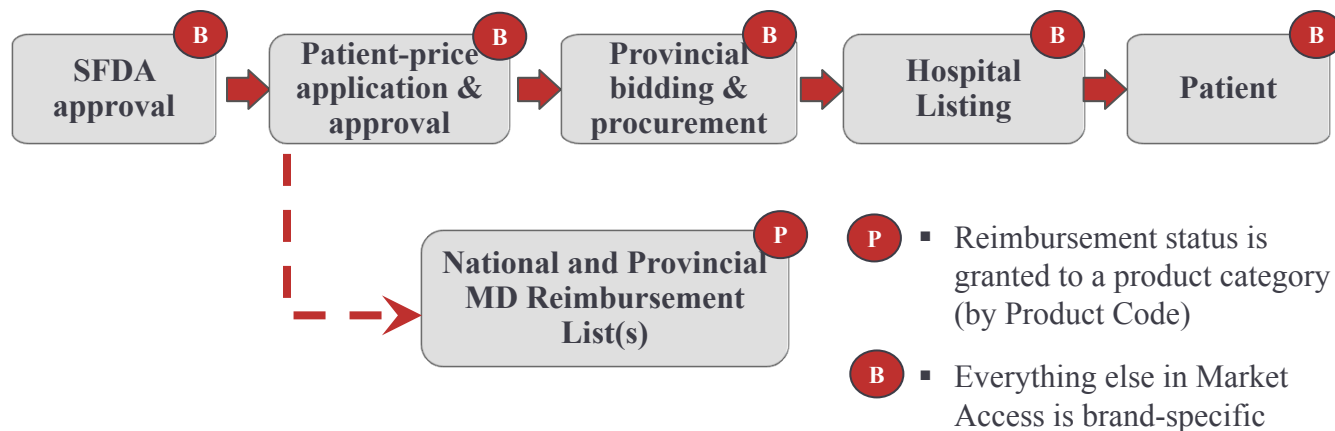 B
SFDA
approval
B
Patient-price
application &
approval
B
Provincial
bidding &
procurement
B
Hospital
Listing
B
Patient
P
National and Provincial
MD Reimbursement
List(s)
P
▪ Reimbursement status is
granted to a product category
(by Product Code)
B
▪ Everything else in Market
Access is brand-specific